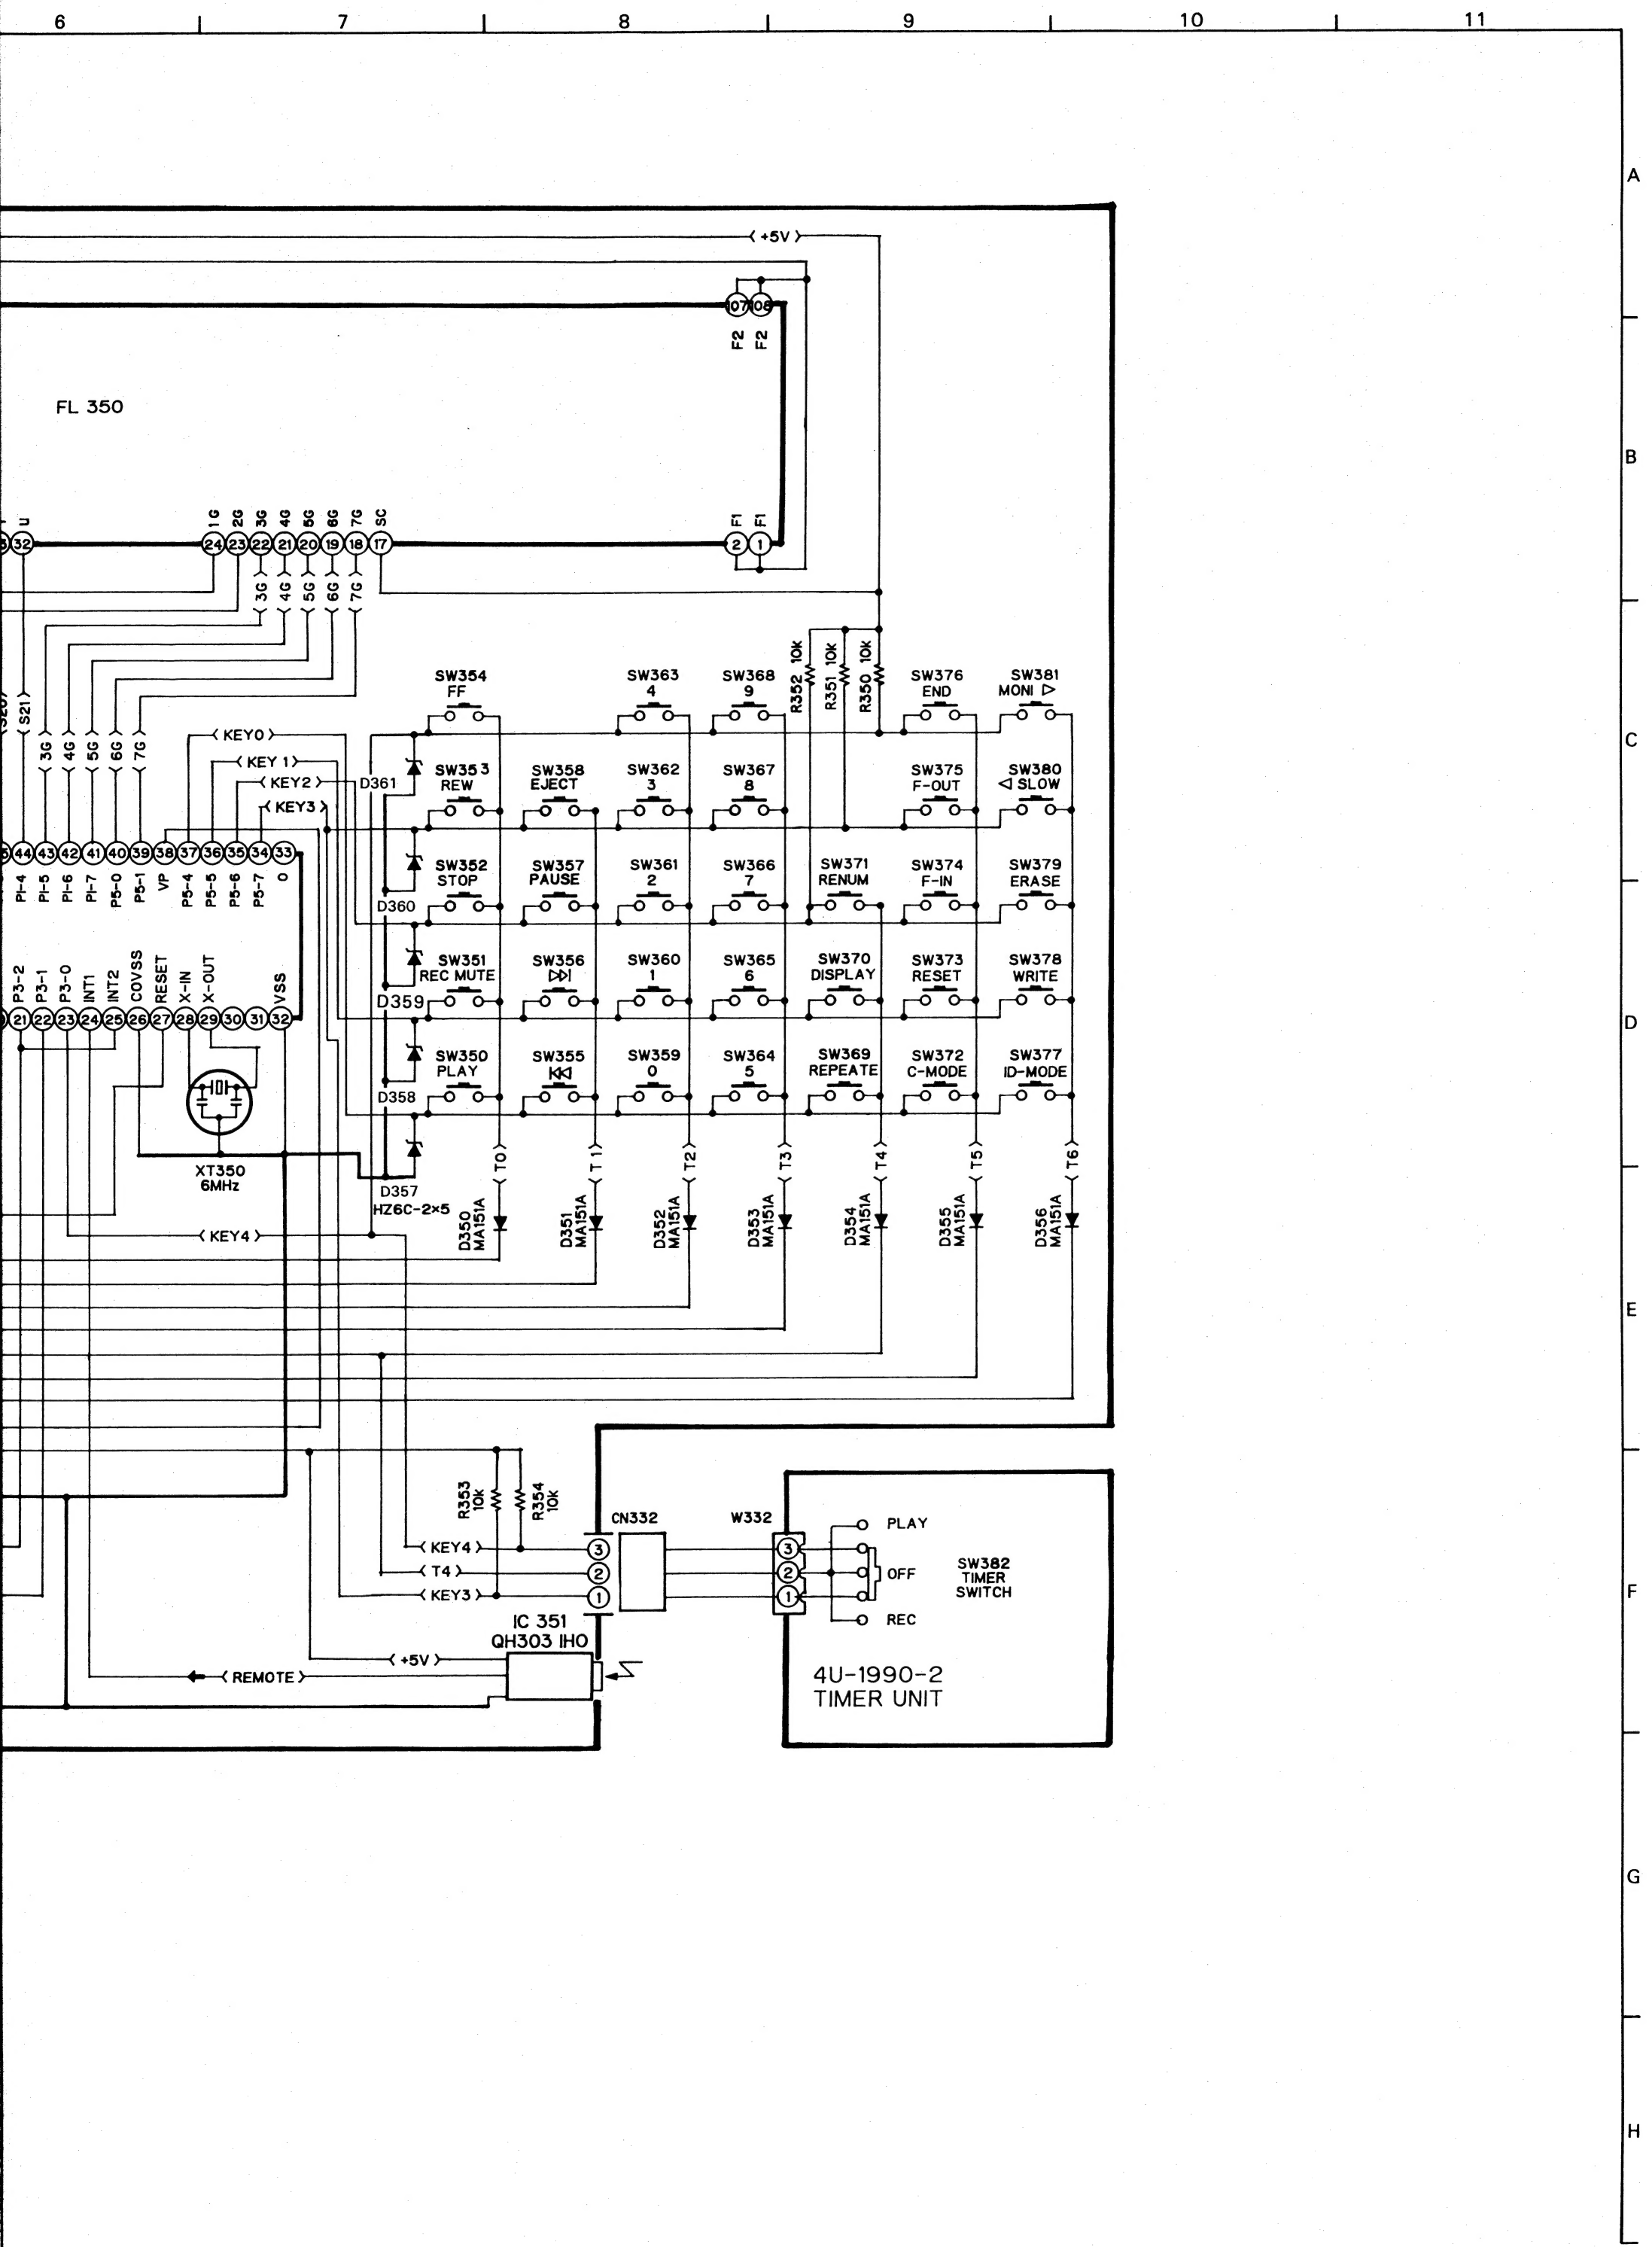 6 7 8 9 10 11
A
+5V
107 108
F2 F2
FL 350
B
U 1G 2G 3G 4G 5G 6G 7G SC F1 F1
32 24 23 22 21 20 19 18 17 2 1
3G 4G 5G 6G 7G
R352 10k R351 10k R350 10k
SW354 SW363 SW368 SW376 SW381
FF 4 9 END MONI ▷
S21 3G 4G 5G 6G 7G
C
KEY0
KEY 1
KEY2
KEY3
D361
SW353 SW358 SW362 SW367 SW375 SW380
REW EJECT 3 8 F-OUT ◁ SLOW
44 43 42 41 40 39 38 37 36 35 34 33
P1-4 P1-5 P1-6 P1-7 P5-0 P5-1 VP P5-4 P5-5 P5-6 P5-7 0
SW352 SW357 SW361 SW366 SW371 SW374 SW379
STOP PAUSE 2 7 RENUM F-IN ERASE
D360
P3-2 P3-1 P3-0 INT1 INT2 COVSS RESET X-IN X-OUT VSS
SW351 SW356 SW360 SW365 SW370 SW373 SW378
REC MUTE ▷▷I 1 6 DISPLAY RESET WRITE
D359
21 22 23 24 25 26 27 28 29 30 31 32
D
SW350 SW355 SW359 SW364 SW369 SW372 SW377
PLAY I◁◁ 0 5 REPEATE C-MODE ID-MODE
D358
XT350
6MHz
T0 T1 T2 T3 T4 T5 T6
D357
HZ6C-2×5
D350 MA151A
D351 MA151A
D352 MA151A
D353 MA151A
D354 MA151A
D355 MA151A
D356 MA151A
KEY4
E
R353 10k
R354 10k
CN332 W332
PLAY
KEY4 3 3
T4 2 2 OFF
KEY3 1 1
REC
SW382
TIMER
SWITCH
F
IC 351
QH303 IHO
+5V
REMOTE
4U-1990-2
TIMER UNIT
G
H